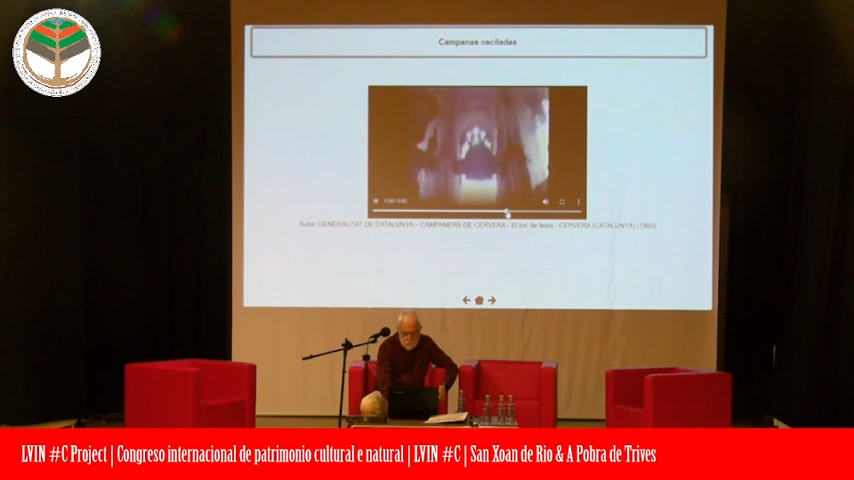 Campanas osciladas
Autor: GENERALITAT DE CATALUNYA – CAMPANERS DE CERVERA - El toc de festa - CERVERA (CATALUNYA) (1993)
LVIN #C Project | Congreso internacional de patrimonio cultural e natural | LVIN #C | San Xoan de Rio & A Pobra de Trives